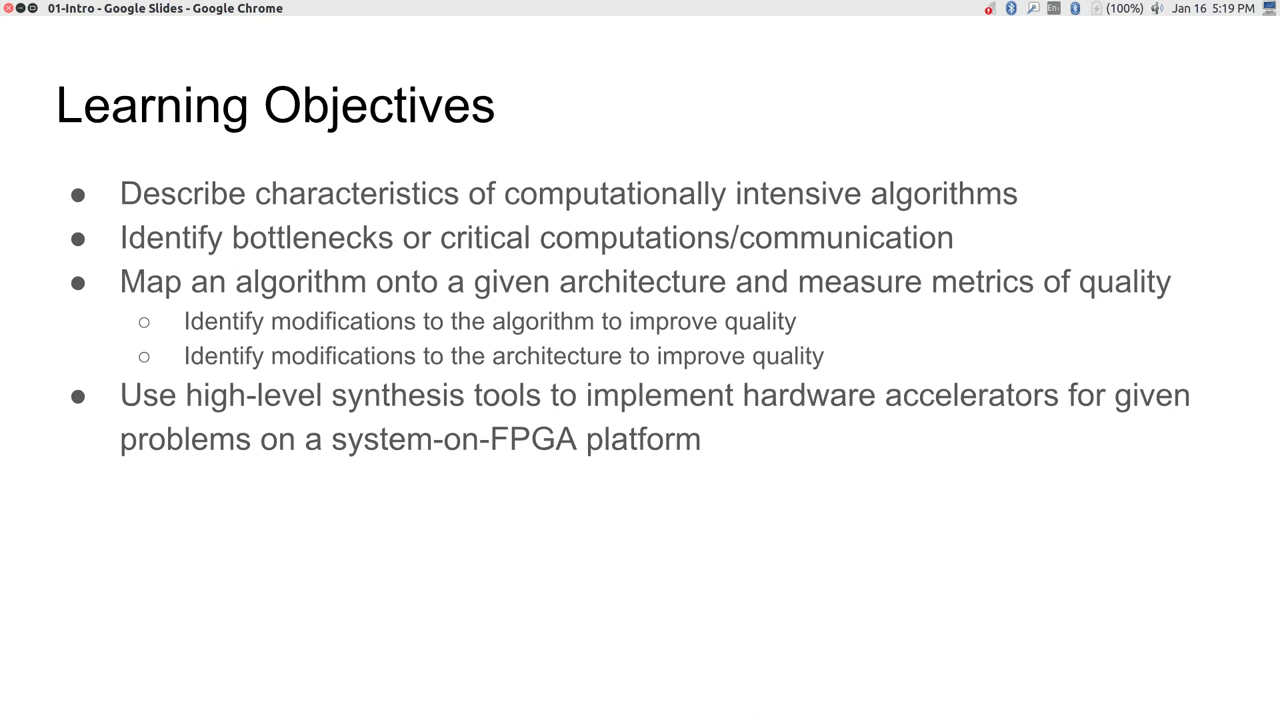 01-Intro - Google Slides - Google Chrome
En (100%) Jan 16 5:19 PM
Learning Objectives
● Describe characteristics of computationally intensive algorithms
● Identify bottlenecks or critical computations/communication
● Map an algorithm onto a given architecture and measure metrics of quality
○ Identify modifications to the algorithm to improve quality
○ Identify modifications to the architecture to improve quality
● Use high-level synthesis tools to implement hardware accelerators for given
problems on a system-on-FPGA platform